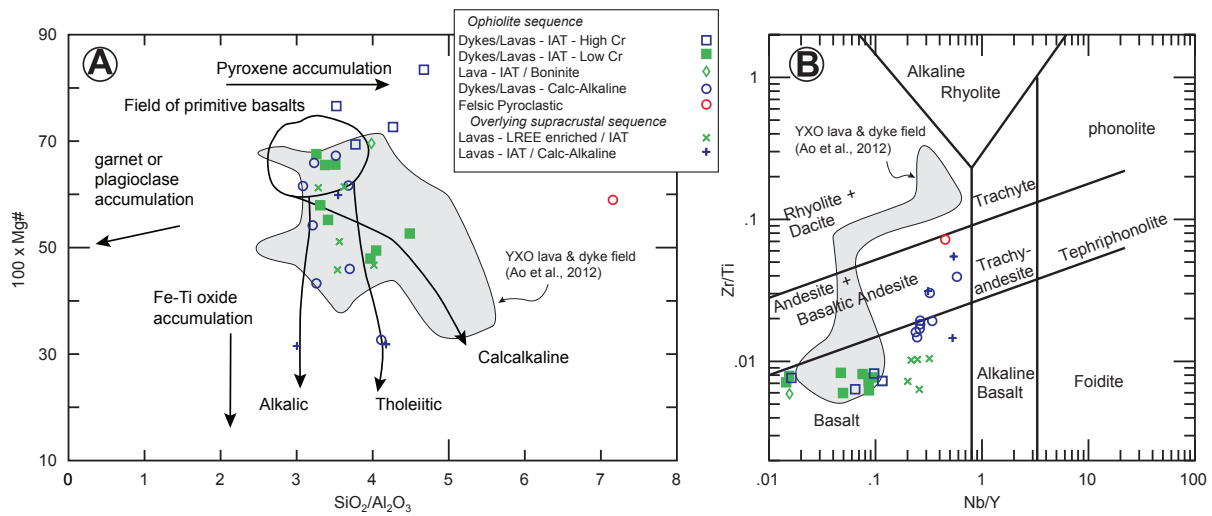 Ophiolite sequence
Dykes/Lavas - IAT - High Cr
Dykes/Lavas - IAT - Low Cr
Lava - IAT / Boninite
Dykes/Lavas - Calc-Alkaline
Felsic Pyroclastic
Overlying supracrustal sequence
Lavas - LREE enriched / IAT
Lavas - IAT / Calc-Alkaline
A
Pyroxene accumulation
Field of primitive basalts
garnet or
plagioclase
accumulation
Fe-Ti oxide
accumulation
YXO lava & dyke field
(Ao et al., 2012)
Calcalkaline
Alkalic
Tholeiitic
90
70
50
30
10
100 x Mg#
0
1
2
3
4
5
6
7
8
SiO2/Al2O3
B
Alkaline
Rhyolite
phonolite
YXO lava & dyke field
(Ao et al., 2012)
Rhyolite +
Dacite
Trachyte
Andesite +
Basaltic Andesite
Trachy-
andesite
Tephriphonolite
Basalt
Alkaline
Basalt
Foidite
1
0.1
0.01
Zr/Ti
.01
.1
1
10
100
Nb/Y